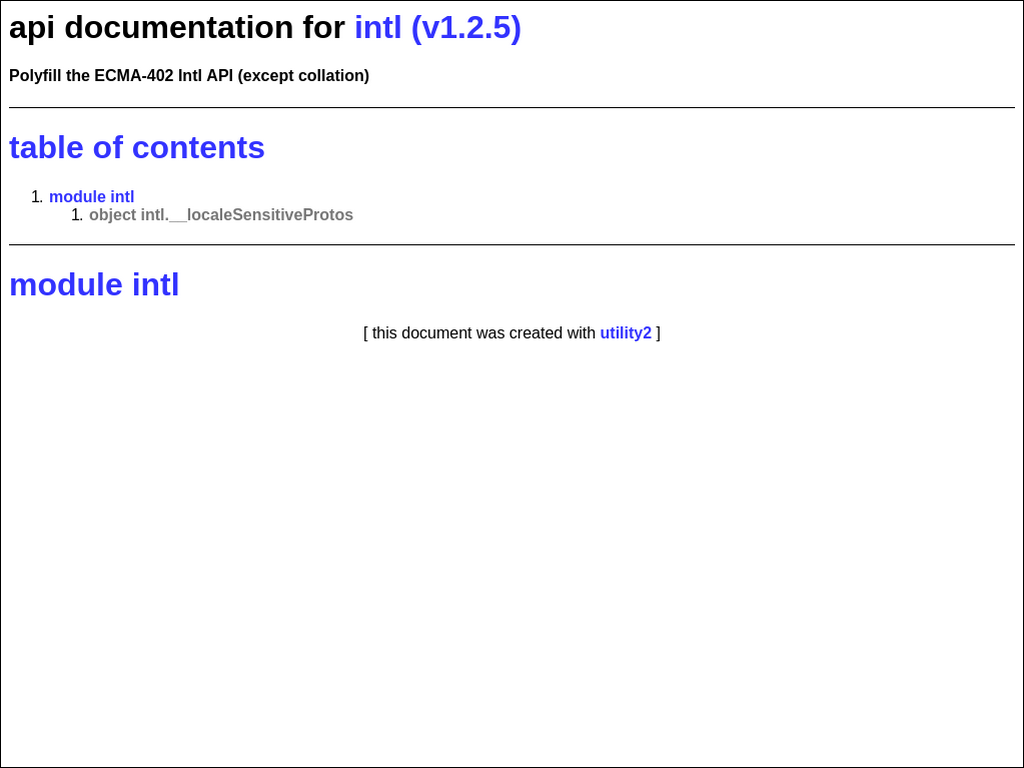 api documentation for intl (v1.2.5)
Polyfill the ECMA-402 Intl API (except collation)
table of contents
1. module intl
1. object intl.__localeSensitiveProtos
module intl
[ this document was created with utility2 ]